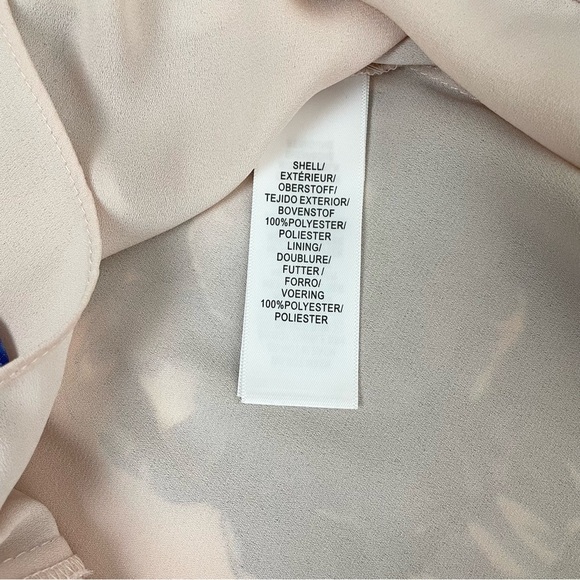 SHELL/
EXTÉRIEUR/
OBERSTOFF/
TEJIDO EXTERIOR/
BOVENSTOF
100%POLYESTER/
POLIESTER
LINING/
DOUBLURE/
FUTTER/
FORRO/
VOERING
100%POLYESTER/
POLIESTER